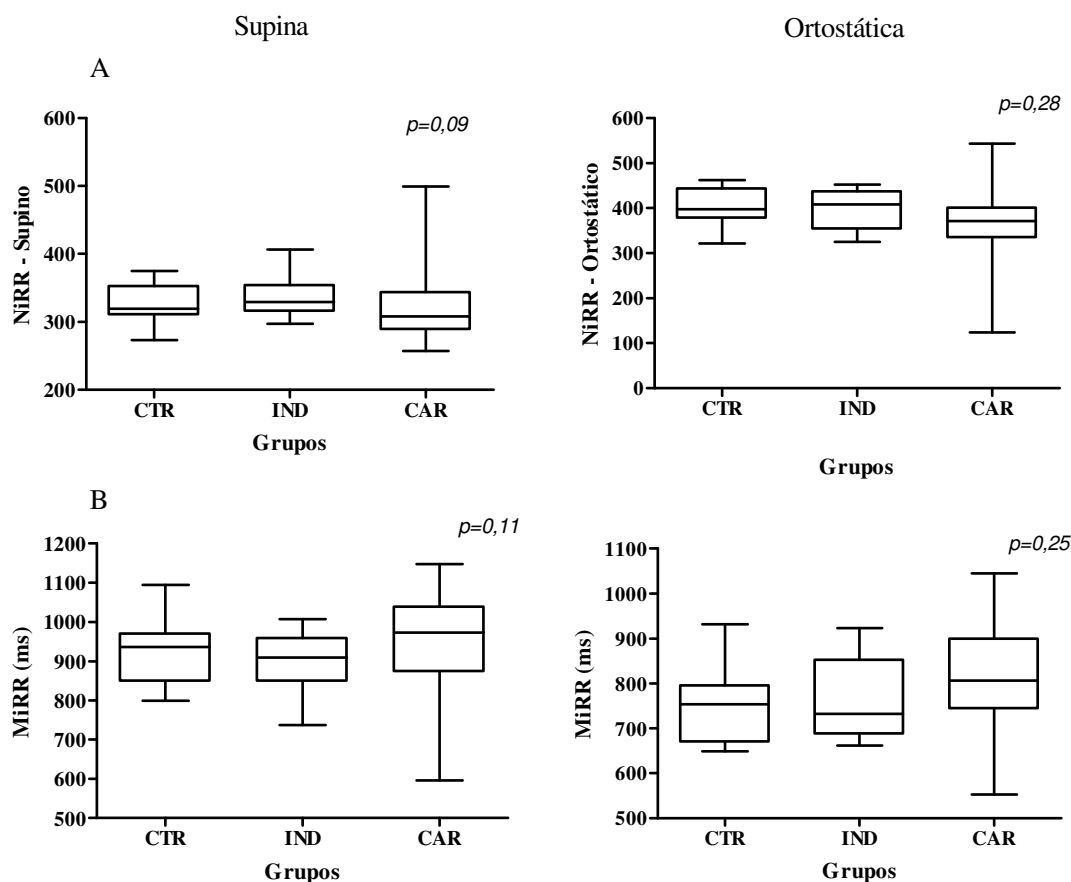 Supina
Ortostática
A
NiRR - Supino
600
500
400
300
200
p=0,09
CTR IND CAR
Grupos
NiRR - Ortostático
600
500
400
300
200
100
0
p=0,28
CTR IND CAR
Grupos
B
MiRR (ms)
1200
1100
1000
900
800
700
600
500
p=0,11
CTR IND CAR
Grupos
MiRR (ms)
1100
1000
900
800
700
600
500
p=0,25
CTR IND CAR
Grupos